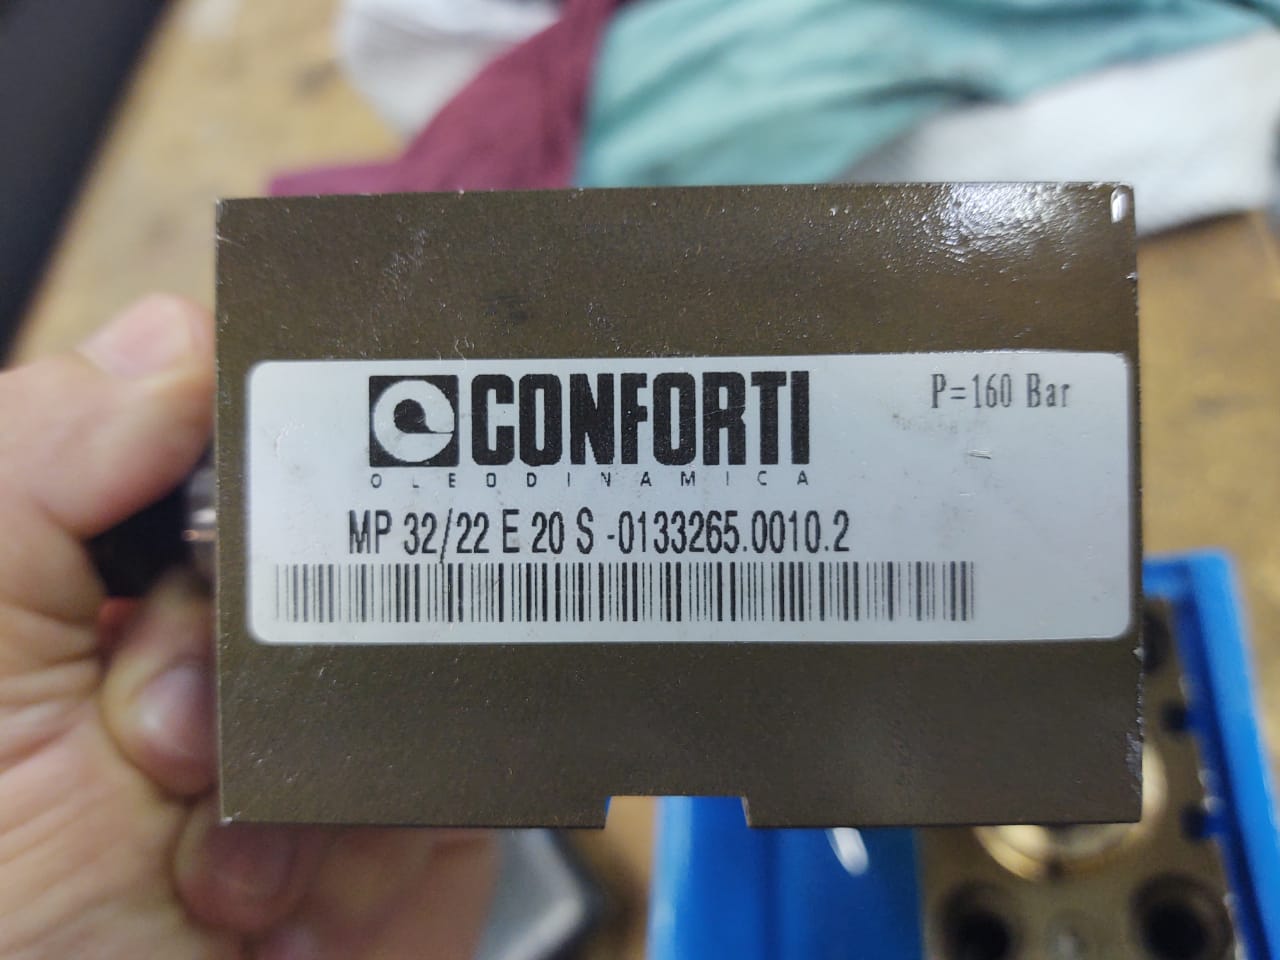 CONFORTI
OLEODINAMICA
P=160 Bar
MP 32/22 E 20 S -0133265.0010.2